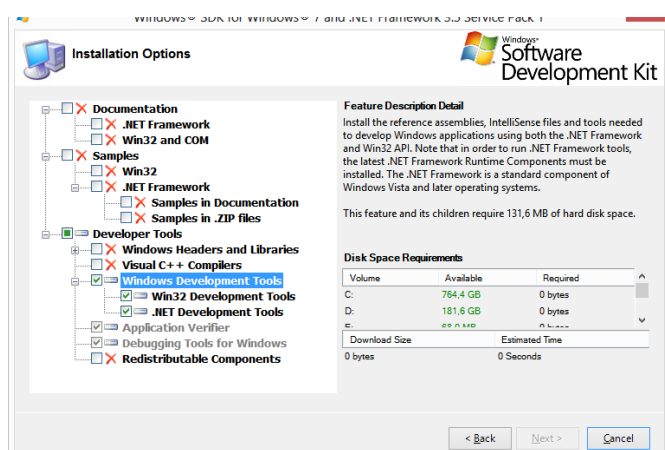 Windows® SDK for Windows® 7 and .NET Framework 3.5 Service Pack 1
Installation Options
Windows®
Software
Development Kit
Documentation
.NET Framework
Win32 and COM
Samples
Win32
.NET Framework
Samples in Documentation
Samples in .ZIP files
Developer Tools
Windows Headers and Libraries
Visual C++ Compilers
Windows Development Tools
Win32 Development Tools
.NET Development Tools
Application Verifier
Debugging Tools for Windows
Redistributable Components
Feature Description Detail
Install the reference assemblies, IntelliSense files and tools needed
to develop Windows applications using both the .NET Framework
and Win32 API. Note that in order to run .NET Framework tools,
the latest .NET Framework Runtime Components must be
installed. The .NET Framework is a standard component of
Windows Vista and later operating systems.
This feature and its children require 131,6 MB of hard disk space.
Disk Space Requirements
Volume Available Required
C: 764,4 GB 0 bytes
D: 181,6 GB 0 bytes
E: 68,0 MB 0 bytes
Download Size Estimated Time
0 bytes 0 Seconds
< Back Next > Cancel